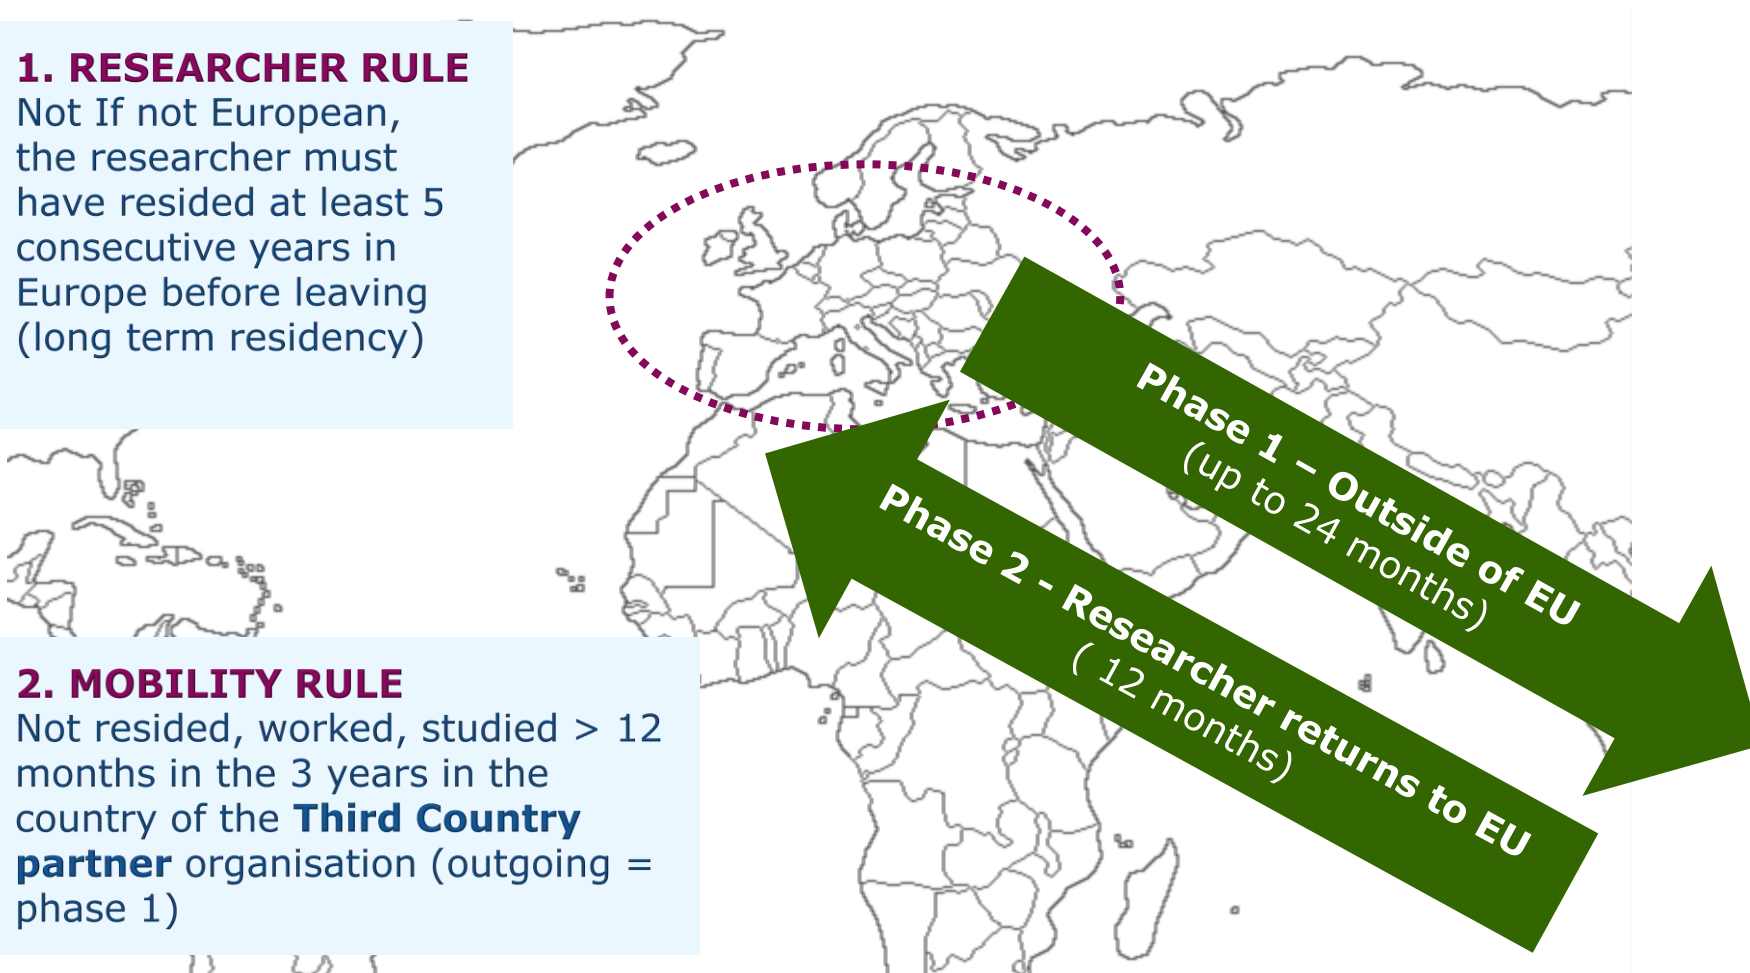 1. RESEARCHER RULE
Not If not European,
the researcher must
have resided at least 5
consecutive years in
Europe before leaving
(long term residency)
Phase 1 – Outside of EU
(up to 24 months)
Phase 2 - Researcher returns to EU
( 12 months)
2. MOBILITY RULE
Not resided, worked, studied > 12
months in the 3 years in the
country of the Third Country
partner organisation (outgoing =
phase 1)